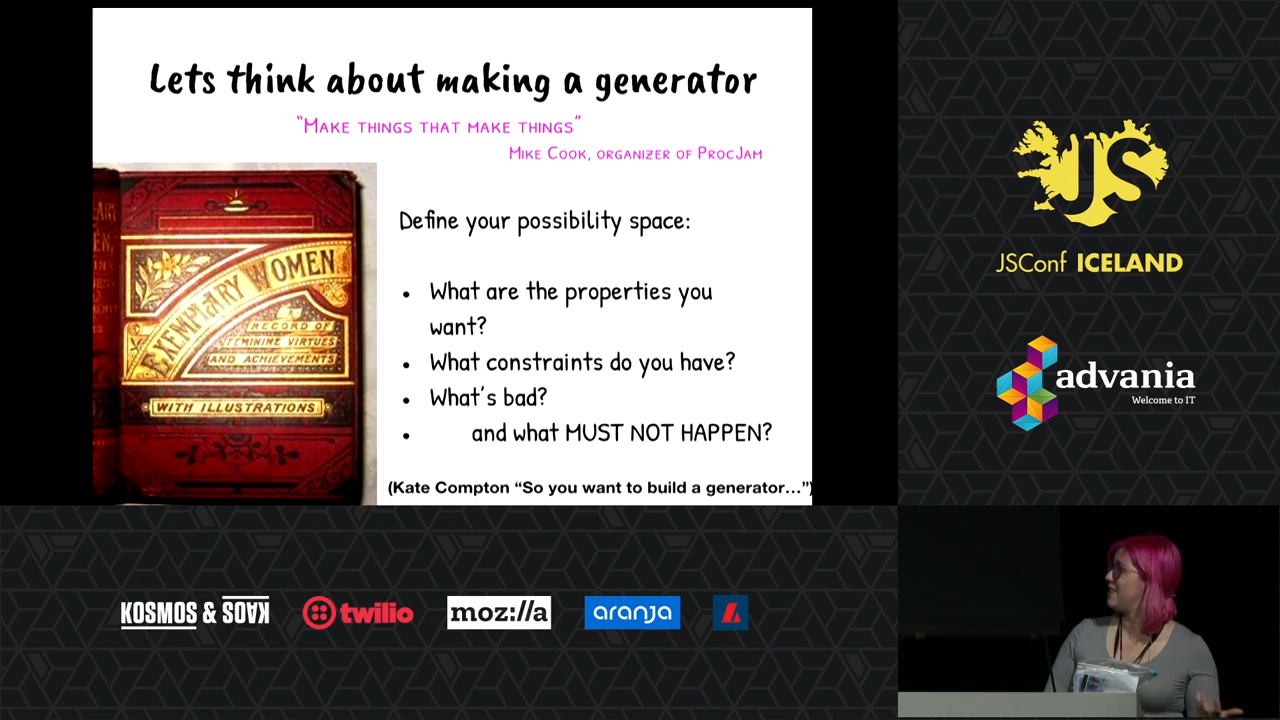 Lets think about making a generator
“Make things that make things”
Mike Cook, organizer of ProcJam
EXEMPLARY WOMEN
A RECORD OF
FEMININE VIRTUES
AND ACHIEVEMENTS
WITH ILLUSTRATIONS
Define your possibility space:
• What are the properties you
want?
• What constraints do you have?
• What's bad?
• and what MUST NOT HAPPEN?
(Kate Compton “So you want to build a generator…”)
JS
JSConf ICELAND
advania
Welcome to IT
KOSMOS & KAOS
twilio
moz://a
aranja